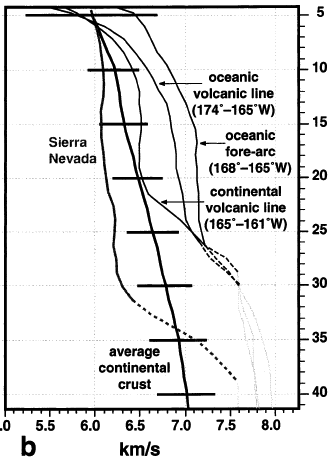 5
10
oceanic
volcanic line
(174°–165°W)
15
Sierra
Nevada
oceanic
fore-arc
(168°–165°W)
20
continental
volcanic line
(165°–161°W)
25
30
35
average
continental
crust
40
.0 5.5 6.0 6.5 7.0 7.5 8.0
b km/s